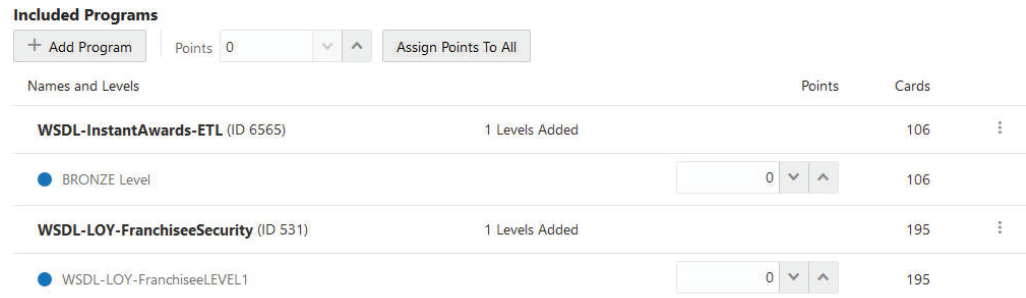 Included Programs
+ Add Program Points 0 Assign Points To All
Names and Levels Points Cards
WSDL-InstantAwards-ETL (ID 6565) 1 Levels Added 106
BRONZE Level 0 106
WSDL-LOY-FranchiseeSecurity (ID 531) 1 Levels Added 195
WSDL-LOY-FranchiseeLEVEL1 0 195